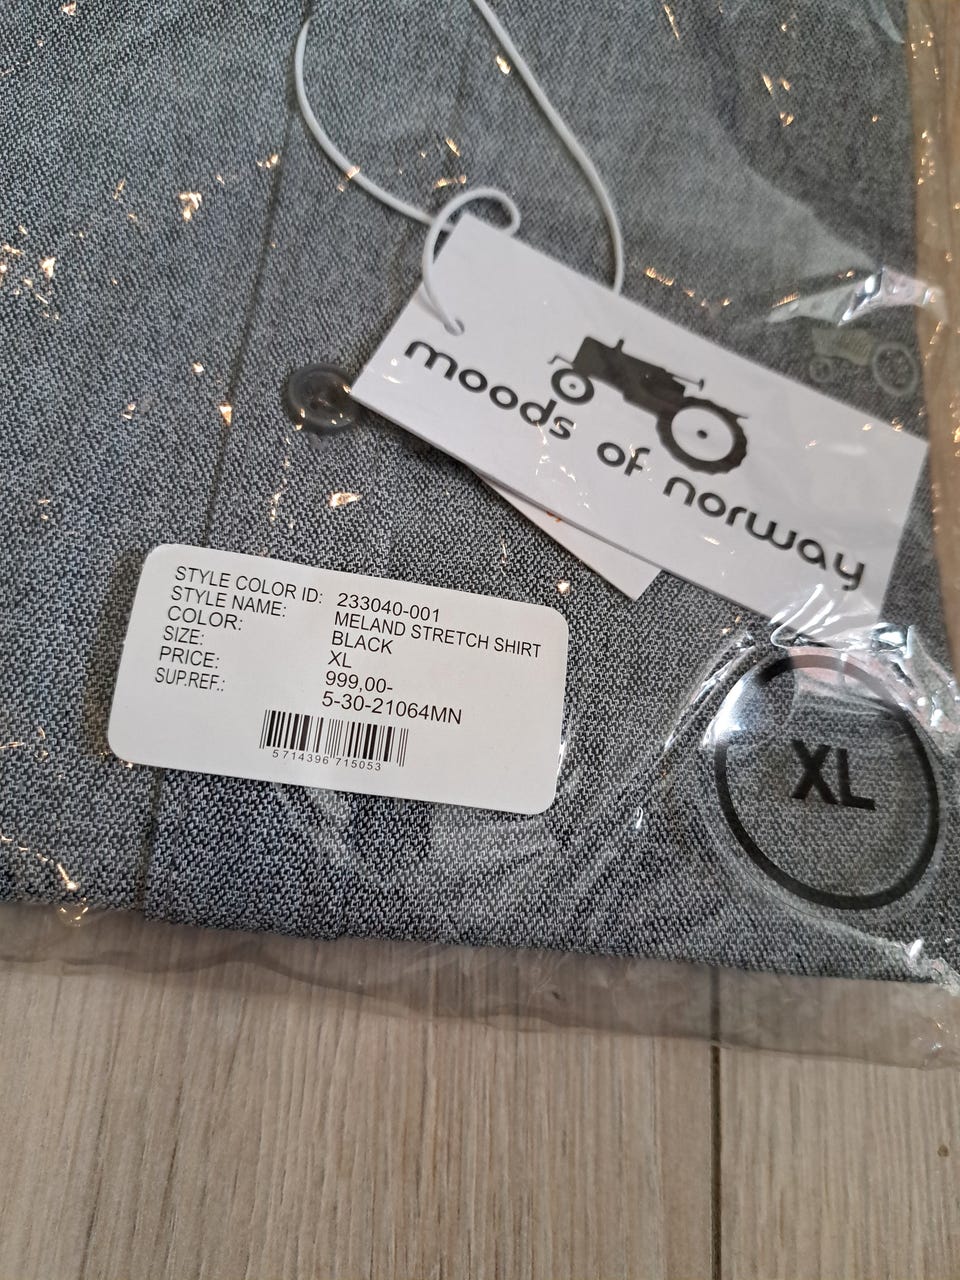 moods of norway
STYLE COLOR ID: 233040-001
STYLE NAME: MELAND STRETCH SHIRT
COLOR: BLACK
SIZE: XL
PRICE: 999,00-
SUP.REF.: 5-30-21064MN
5714396 715053
XL